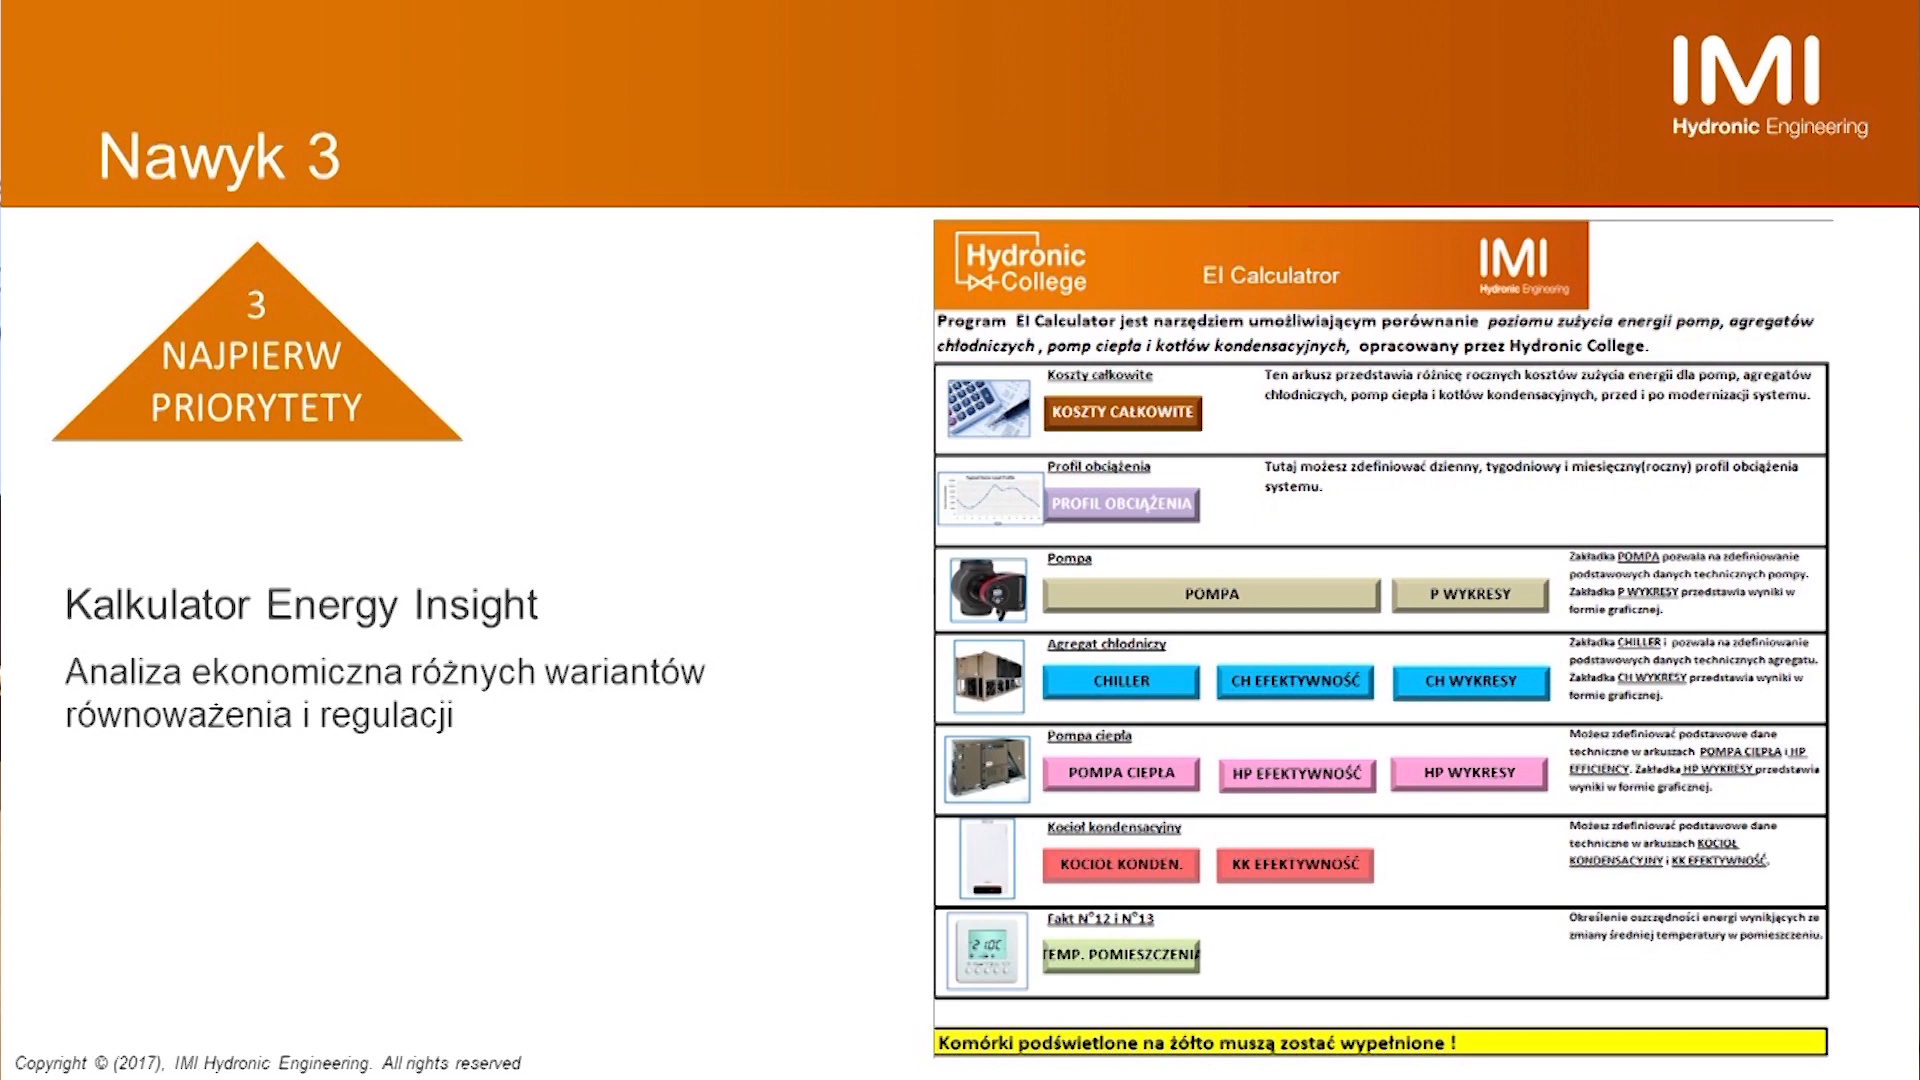 IMI
Hydronic Engineering
Nawyk 3
3
NAJPIERW
PRIORYTETY
Kalkulator Energy Insight
Analiza ekonomiczna różnych wariantów
równoważenia i regulacji
Hydronic
College
EI Calculatror
IMI
Hydronic Engineering
Program EI Calculator jest narzędziem umożliwiającym porównanie poziomu zużycia energii pomp, agregatów
chłodniczych , pomp ciepła i kotłów kondensacyjnych, opracowany przez Hydronic College.
Koszty całkowite
KOSZTY CAŁKOWITE
Ten arkusz przedstawia różnicę rocznych kosztów zużycia energii dla pomp, agregatów
chłodniczych, pomp ciepła i kotłów kondensacyjnych, przed i po modernizacji systemu.
Profil obciążenia
PROFIL OBCIĄŻENIA
Tutaj możesz zdefiniować dzienny, tygodniowy i miesięczny(roczny) profil obciążenia
systemu.
Pompa
POMPA
P WYKRESY
Zakładka POMPA pozwala na zdefiniowanie
podstawowych danych technicznych pompy.
Zakładka P WYKRESY przedstawia wyniki w
formie graficznej.
Agregat chłodniczy
CHILLER
CH EFEKTYWNOŚĆ
CH WYKRESY
Zakładka CHILLER i pozwala na zdefiniowanie
podstawowych danych technicznych agregatu.
Zakładka CH WYKRESY przedstawia wyniki w
formie graficznej.
Pompa ciepła
POMPA CIEPŁA
HP EFEKTYWNOŚĆ
HP WYKRESY
Możesz zdefiniować podstawowe dane
techniczne w arkuszach POMPA CIEPŁA i HP
EFFICIENCY. Zakładka HP WYKRESY przedstawia
wyniki w formie graficznej.
Kocioł kondensacyjny
KOCIOŁ KONDEN.
KK EFEKTYWNOŚĆ
Możesz zdefiniować podstawowe dane
techniczne w arkuszach KOCIOŁ
KONDENSACYJNY i KK EFEKTYWNOŚĆ.
Fakt N°12 i N°13
TEMP. POMIESZCZENIA
Określenie oszczędności energi wynikjących ze
zmiany średniej temperatury w pomieszczeniu.
Komórki podświetlone na żółto muszą zostać wypełnione !
Copyright © (2017), IMI Hydronic Engineering. All rights reserved